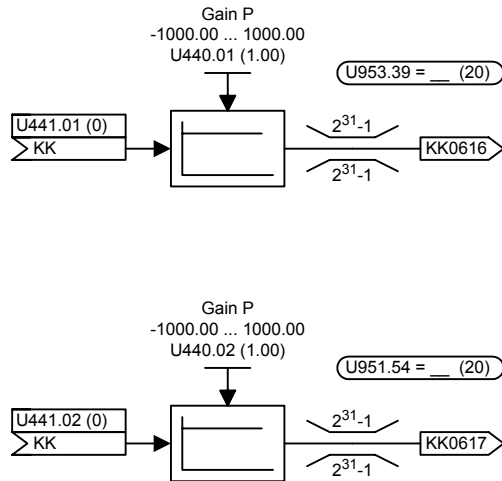 Gain P
-1000.00 ... 1000.00
U440.01 (1.00)
U953.39 = __ (20)
U441.01 (0)
KK
2³¹-1
2³¹-1
KK0616
Gain P
-1000.00 ... 1000.00
U440.02 (1.00)
U951.54 = __ (20)
U441.02 (0)
KK
2³¹-1
2³¹-1
KK0617